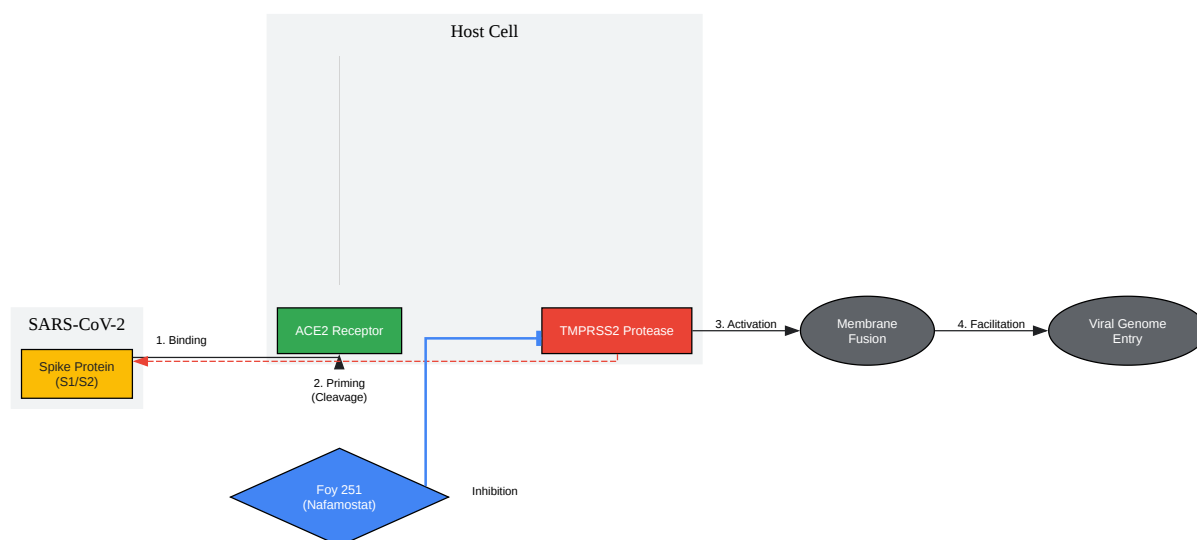 Host Cell
SARS-CoV-2
Spike Protein
(S1/S2)
1. Binding
ACE2 Receptor
2. Priming
(Cleavage)
TMPRSS2 Protease
3. Activation
Membrane
Fusion
4. Facilitation
Viral Genome
Entry
Foy 251
(Nafamostat)
Inhibition